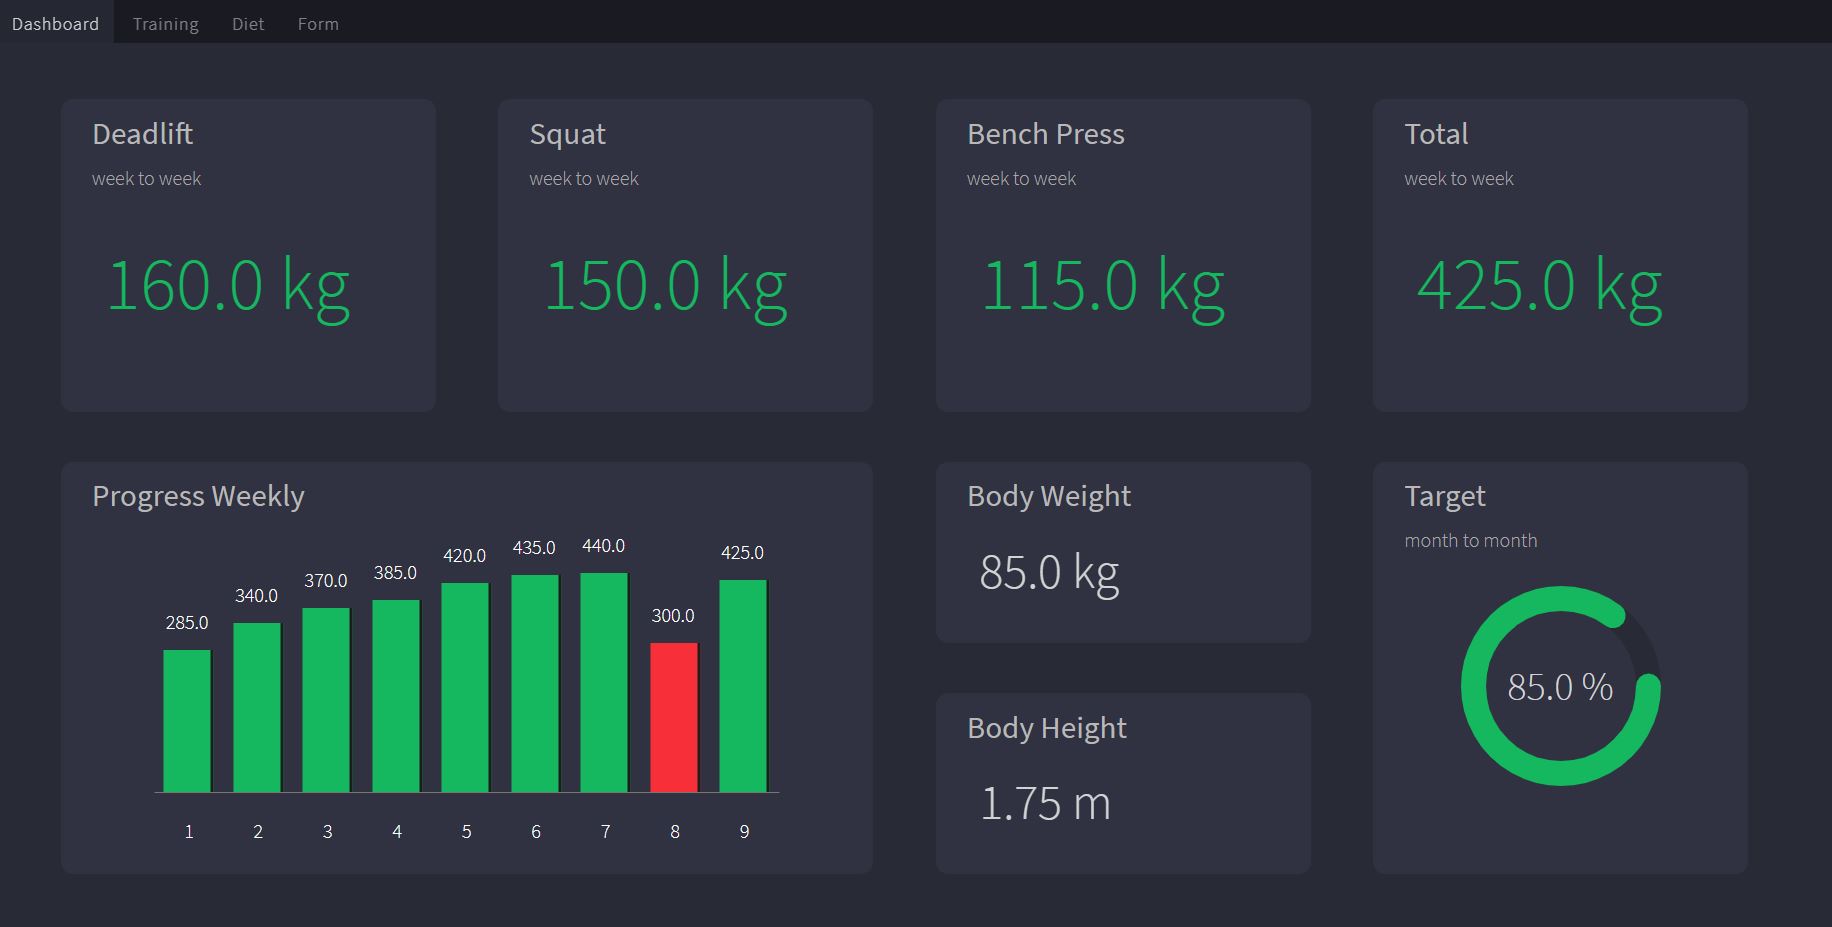 Dashboard Training Diet Form
Deadlift
week to week
160.0 kg
Squat
week to week
150.0 kg
Bench Press
week to week
115.0 kg
Total
week to week
425.0 kg
Progress Weekly
285.0 340.0 370.0 385.0 420.0 435.0 440.0 300.0 425.0
1 2 3 4 5 6 7 8 9
Body Weight
85.0 kg
Body Height
1.75 m
Target
month to month
85.0 %